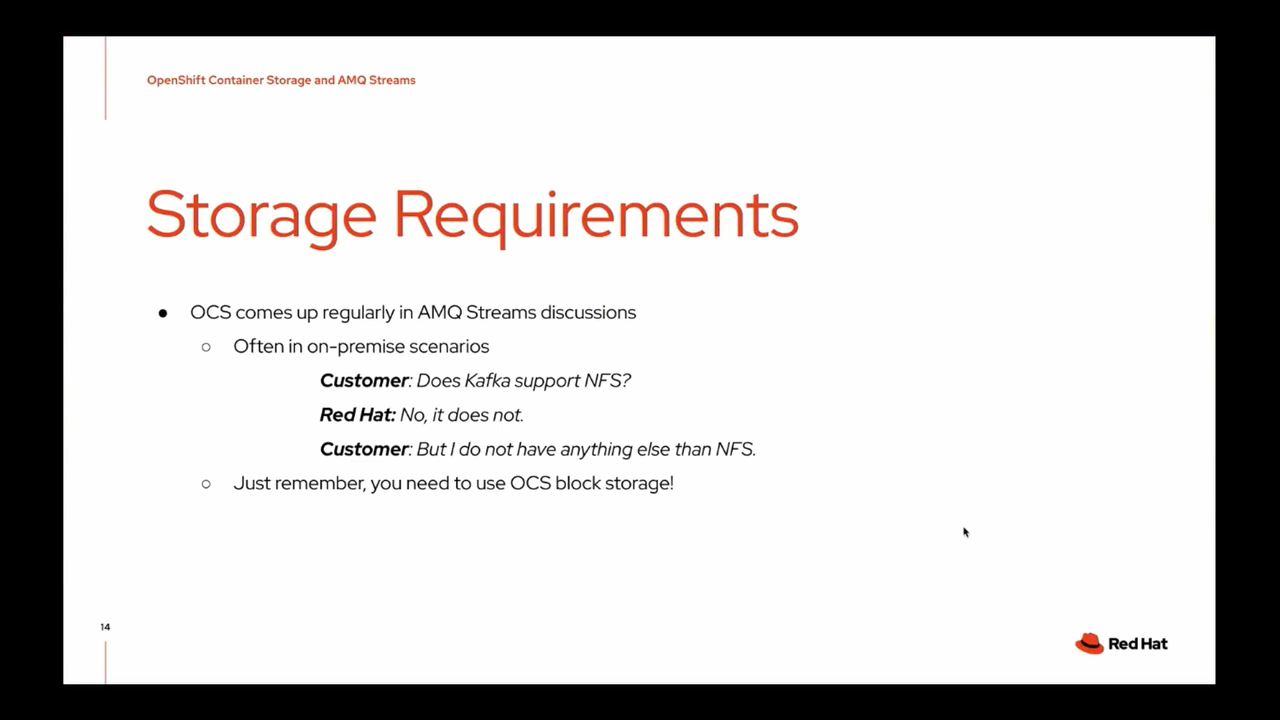 OpenShift Container Storage and AMQ Streams
Storage Requirements
● OCS comes up regularly in AMQ Streams discussions
○ Often in on-premise scenarios
Customer: Does Kafka support NFS?
Red Hat: No, it does not.
Customer: But I do not have anything else than NFS.
○ Just remember, you need to use OCS block storage!
14
Red Hat